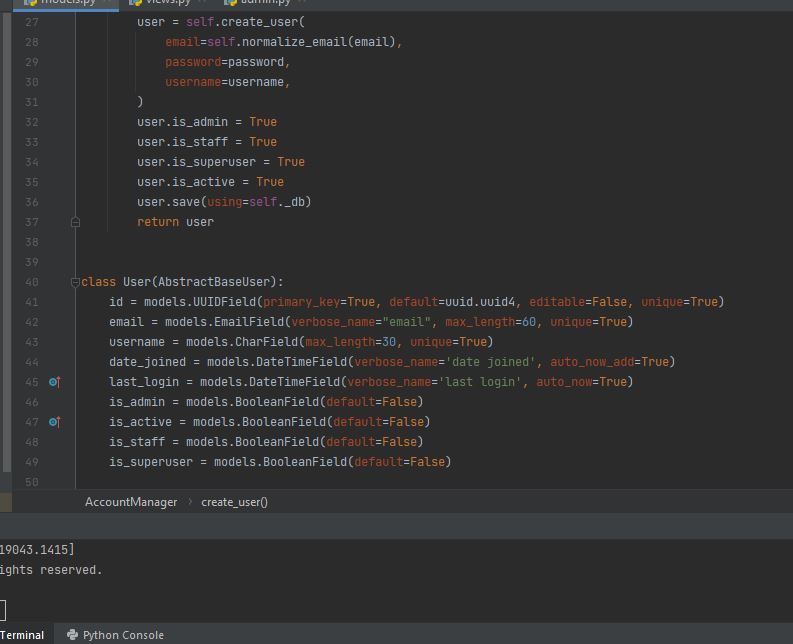 models.py views.py admin.py
27 user = self.create_user(
28 email=self.normalize_email(email),
29 password=password,
30 username=username,
31 )
32 user.is_admin = True
33 user.is_staff = True
34 user.is_superuser = True
35 user.is_active = True
36 user.save(using=self._db)
37 return user
38
39
40 class User(AbstractBaseUser):
41 id = models.UUIDField(primary_key=True, default=uuid.uuid4, editable=False, unique=True)
42 email = models.EmailField(verbose_name="email", max_length=60, unique=True)
43 username = models.CharField(max_length=30, unique=True)
44 date_joined = models.DateTimeField(verbose_name='date joined', auto_now_add=True)
45 last_login = models.DateTimeField(verbose_name='last login', auto_now=True)
46 is_admin = models.BooleanField(default=False)
47 is_active = models.BooleanField(default=False)
48 is_staff = models.BooleanField(default=False)
49 is_superuser = models.BooleanField(default=False)
50
AccountManager › create_user()
19043.1415]
ights reserved.
Terminal Python Console